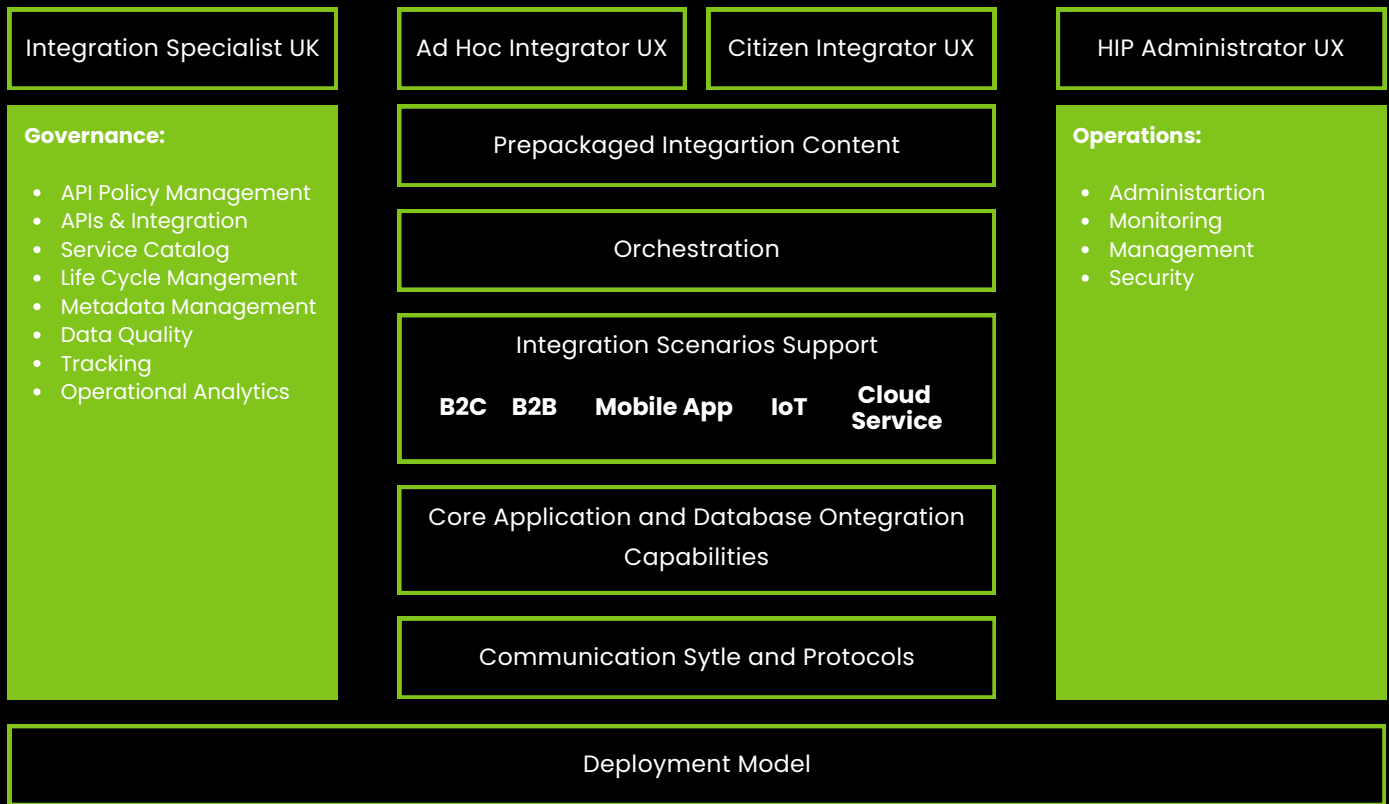 Integration Specialist UK
Ad Hoc Integrator UX
Citizen Integrator UX
HIP Administrator UX
Governance:
• API Policy Management
• APIs & Integration
• Service Catalog
• Life Cycle Mangement
• Metadata Management
• Data Quality
• Tracking
• Operational Analytics
Prepackaged Integartion Content
Orchestration
Integration Scenarios Support
B2C
B2B
Mobile App
IoT
Cloud
Service
Core Application and Database Ontegration
Capabilities
Communication Sytle and Protocols
Operations:
• Administartion
• Monitoring
• Management
• Security
Deployment Model